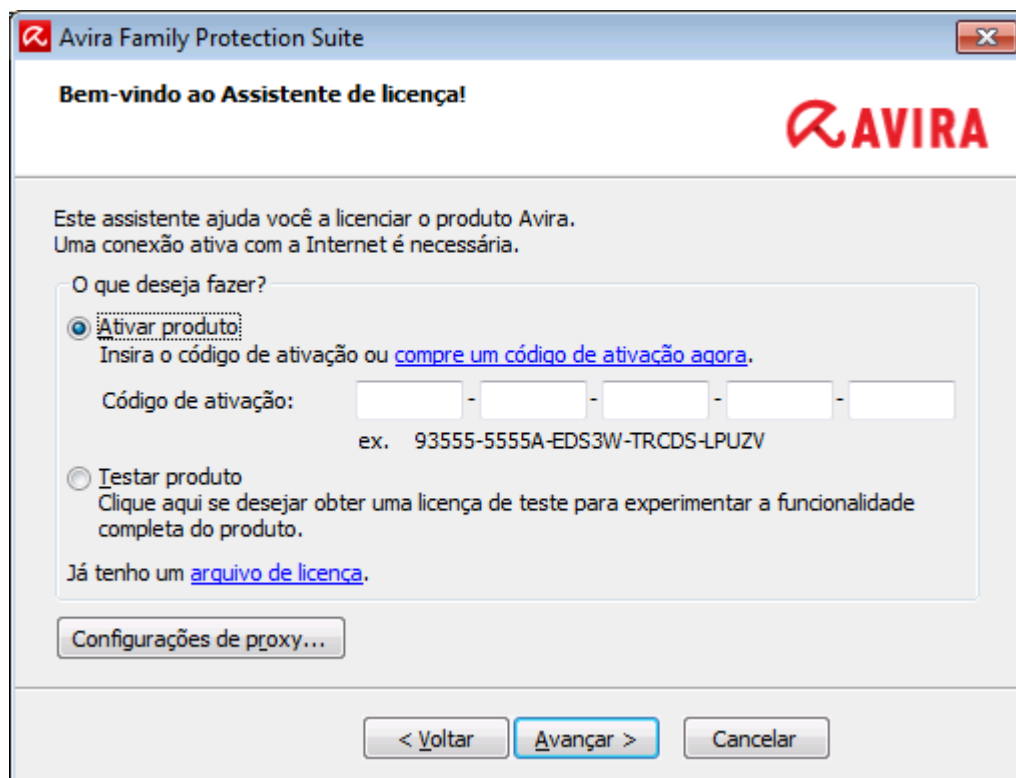 Avira Family Protection Suite
Bem-vindo ao Assistente de licença!
AVIRA
Este assistente ajuda você a licenciar o produto Avira.
Uma conexão ativa com a Internet é necessária.
O que deseja fazer?
Ativar produto
Insira o código de ativação ou compre um código de ativação agora.
Código de ativação: - - - -
ex. 93555-5555A-EDS3W-TRCDS-LPUZV
Testar produto
Clique aqui se desejar obter uma licença de teste para experimentar a funcionalidade
completa do produto.
Já tenho um arquivo de licença.
Configurações de proxy...
< Voltar Avançar > Cancelar